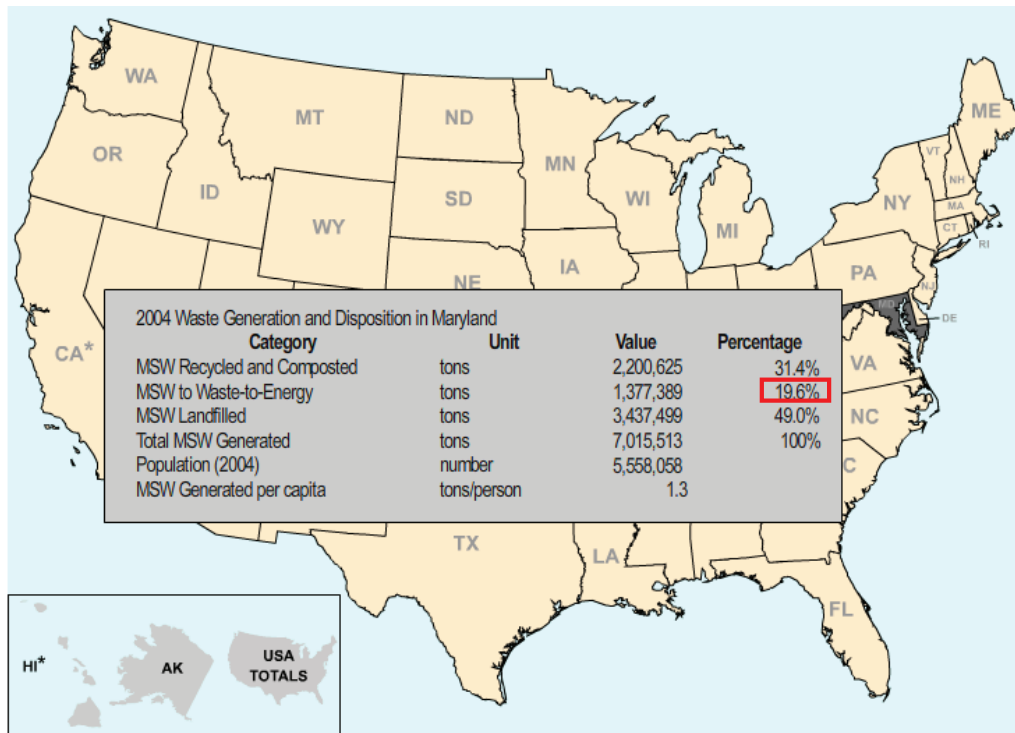 WA
MT
ND
ME
OR
MN
VT
ID
SD
WI
NH
NY
MA
WY
MI
CT
RI
IA
PA
NE
NJ
MD
DE
2004 Waste Generation and Disposition in Maryland
Category Unit Value Percentage
MSW Recycled and Composted tons 2,200,625 31.4%
MSW to Waste-to-Energy tons 1,377,389 19.6%
MSW Landfilled tons 3,437,499 49.0%
Total MSW Generated tons 7,015,513 100%
Population (2004) number 5,558,058
MSW Generated per capita tons/person 1.3
CA*
VA
NC
C
TX
LA
FL
HI*
AK
USA
TOTALS